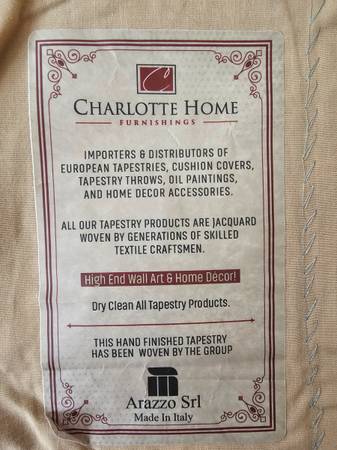 C
CHARLOTTE HOME
FURNISHINGS
IMPORTERS & DISTRIBUTORS OF
EUROPEAN TAPESTRIES, CUSHION COVERS,
TAPESTRY THROWS, OIL PAINTINGS,
AND HOME DECOR ACCESSORIES.
ALL OUR TAPESTRY PRODUCTS ARE JACQUARD
WOVEN BY GENERATIONS OF SKILLED
TEXTILE CRAFTSMEN.
High End Wall Art & Home Décor!
Dry Clean All Tapestry Products.
THIS HAND FINISHED TAPESTRY
HAS BEEN WOVEN BY THE GROUP
Arazzo Srl
Made In Italy